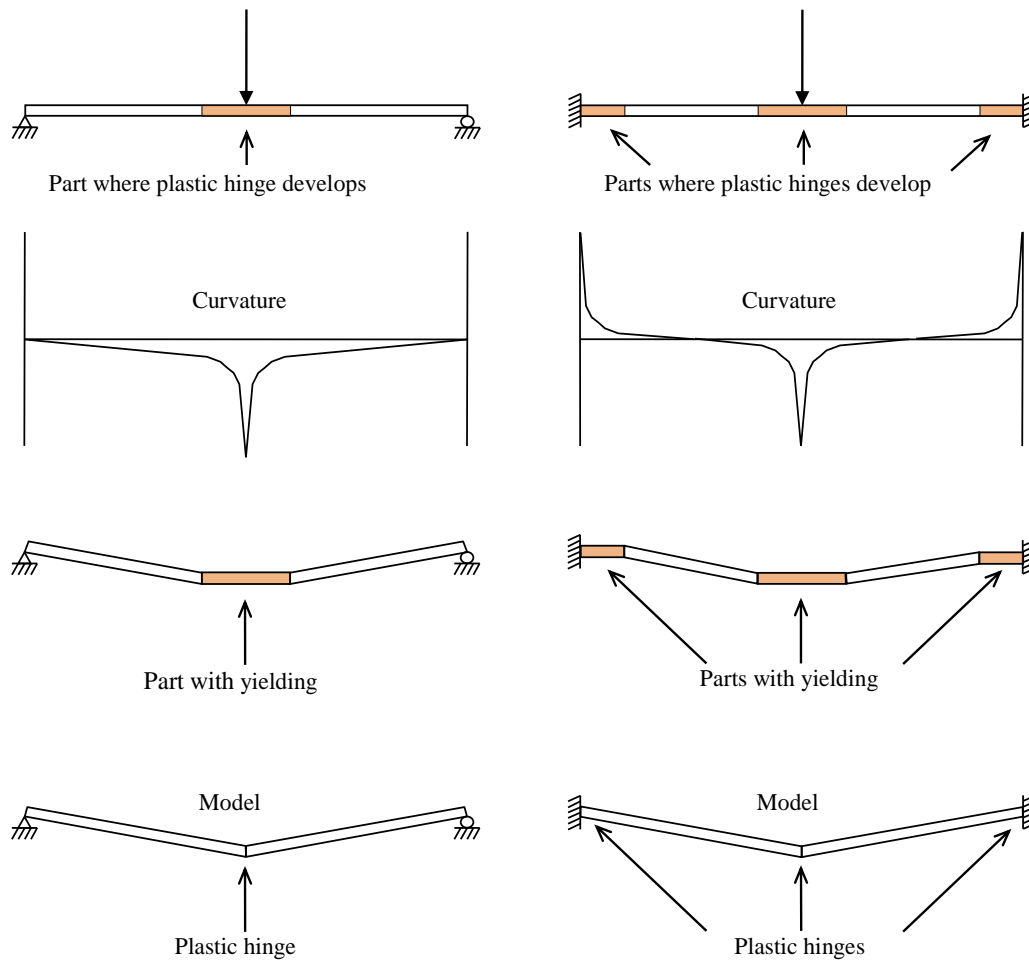 Part where plastic hinge develops
Parts where plastic hinges develop
Curvature
Curvature
Part with yielding
Parts with yielding
Model
Model
Plastic hinge
Plastic hinges